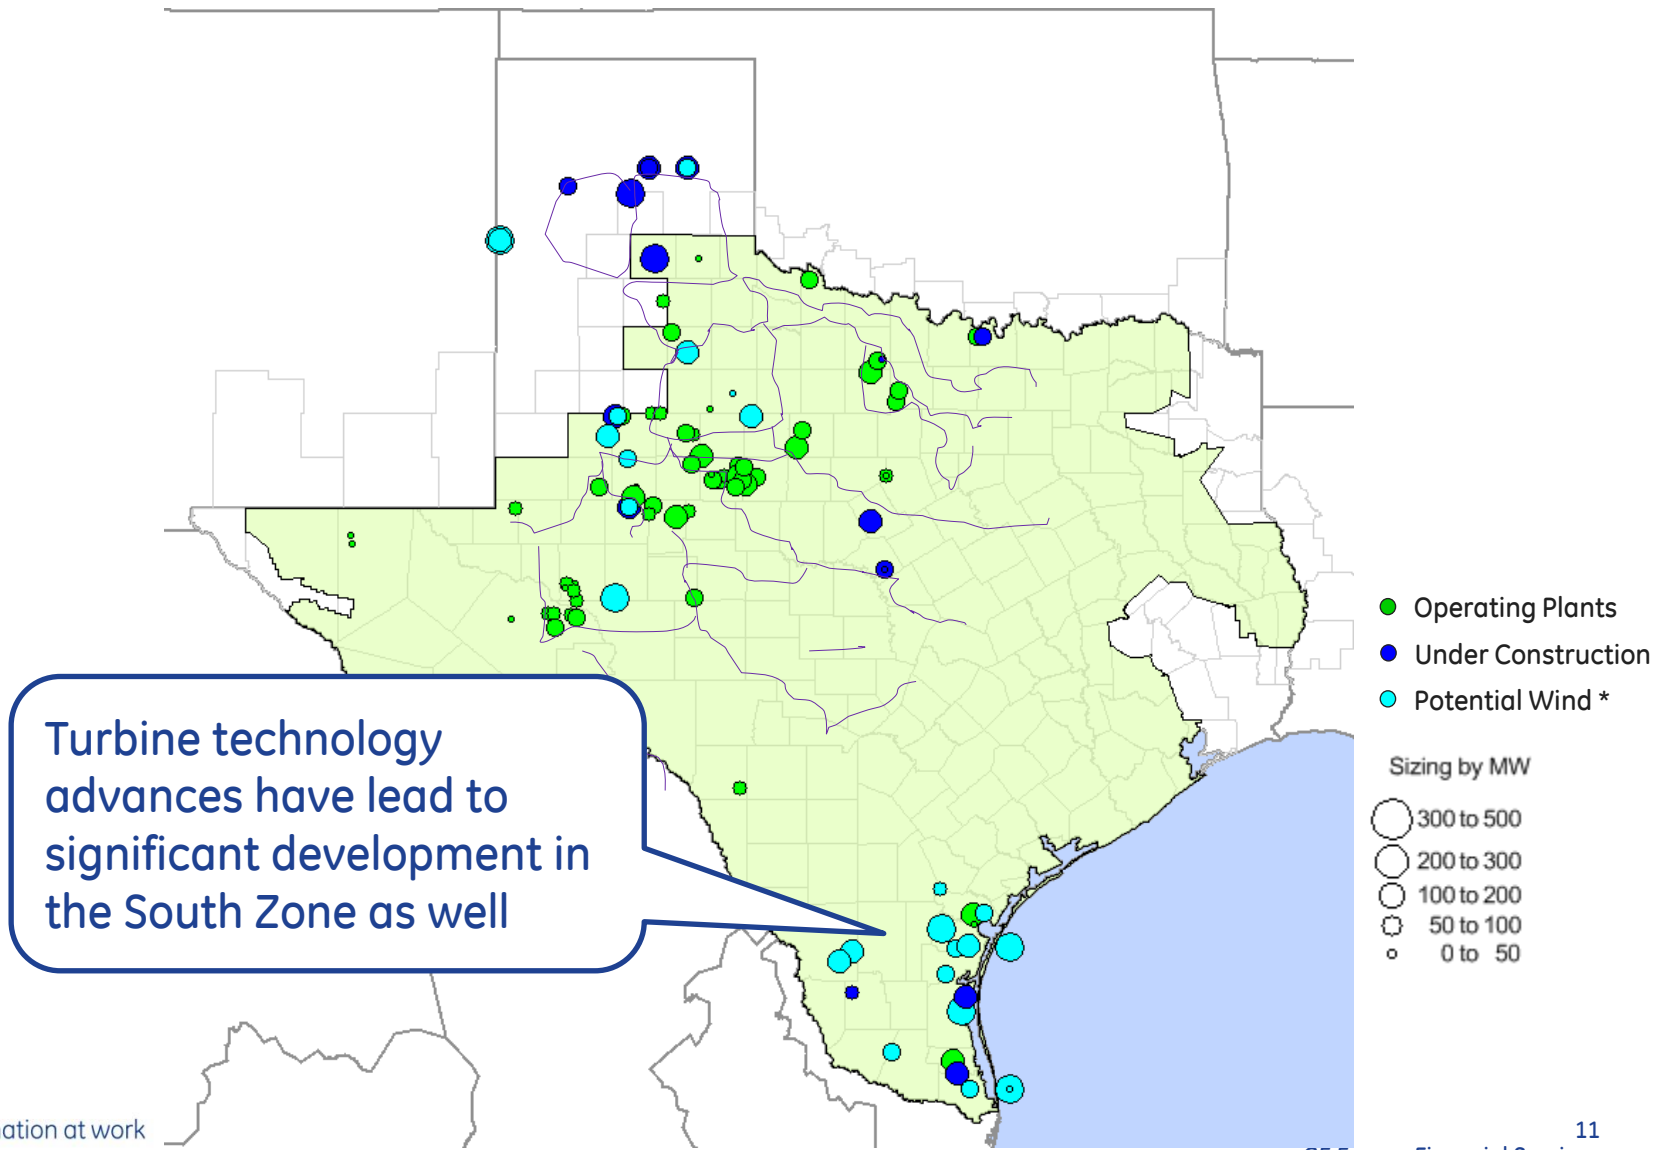 Operating Plants
Under Construction
Potential Wind *
Turbine technology
advances have lead to
significant development in
the South Zone as well
Sizing by MW
300 to 500
200 to 300
100 to 200
50 to 100
0 to 50
at work
11